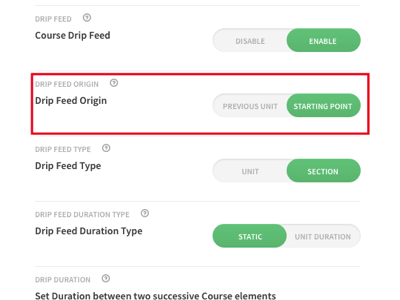 DRIP FEED
Course Drip Feed
DISABLE ENABLE
DRIP FEED ORIGIN
Drip Feed Origin
PREVIOUS UNIT STARTING POINT
DRIP FEED TYPE
Drip Feed Type
UNIT SECTION
DRIP FEED DURATION TYPE
Drip Feed Duration Type
STATIC UNIT DURATION
DRIP DURATION
Set Duration between two successive Course elements